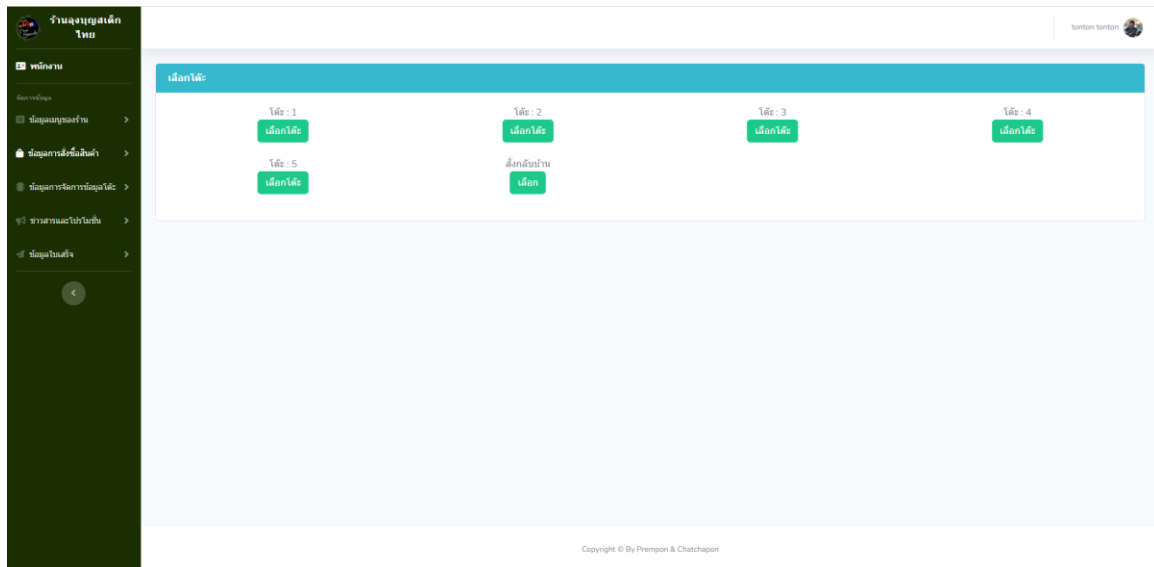 ร้านลุงบุญสเต็ก
ไทย
tonton tonton
พนักงาน
เลือกโต๊ะ
จัดการข้อมูล
ข้อมูลเมนูของร้าน
ข้อมูลการสั่งซื้อสินค้า
ข้อมูลการจัดการข้อมูลโต๊ะ
ข่าวสารและโปรโมชั่น
ข้อมูลใบเสร็จ
โต๊ะ : 1
เลือกโต๊ะ
โต๊ะ : 2
เลือกโต๊ะ
โต๊ะ : 3
เลือกโต๊ะ
โต๊ะ : 4
เลือกโต๊ะ
โต๊ะ : 5
เลือกโต๊ะ
สั่งกลับบ้าน
เลือก
Copyright © By Prempon & Chatchapon